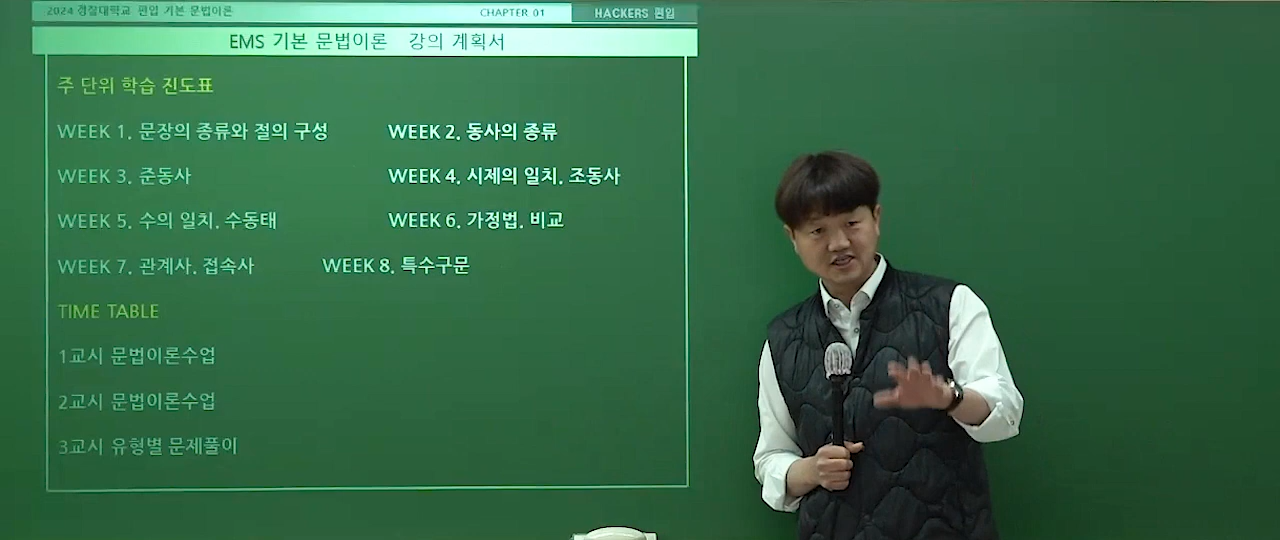 2024 경찰대학교 편입 기본 문법이론 CHAPTER 01 HACKERS 편입
EMS 기본 문법이론 강의 계획서
주 단위 학습 진도표
WEEK 1. 문장의 종류와 절의 구성 WEEK 2. 동사의 종류
WEEK 3. 준동사 WEEK 4. 시제의 일치. 조동사
WEEK 5. 수의 일치. 수동태 WEEK 6. 가정법. 비교
WEEK 7. 관계사. 접속사 WEEK 8. 특수구문
TIME TABLE
1교시 문법이론수업
2교시 문법이론수업
3교시 유형별 문제풀이